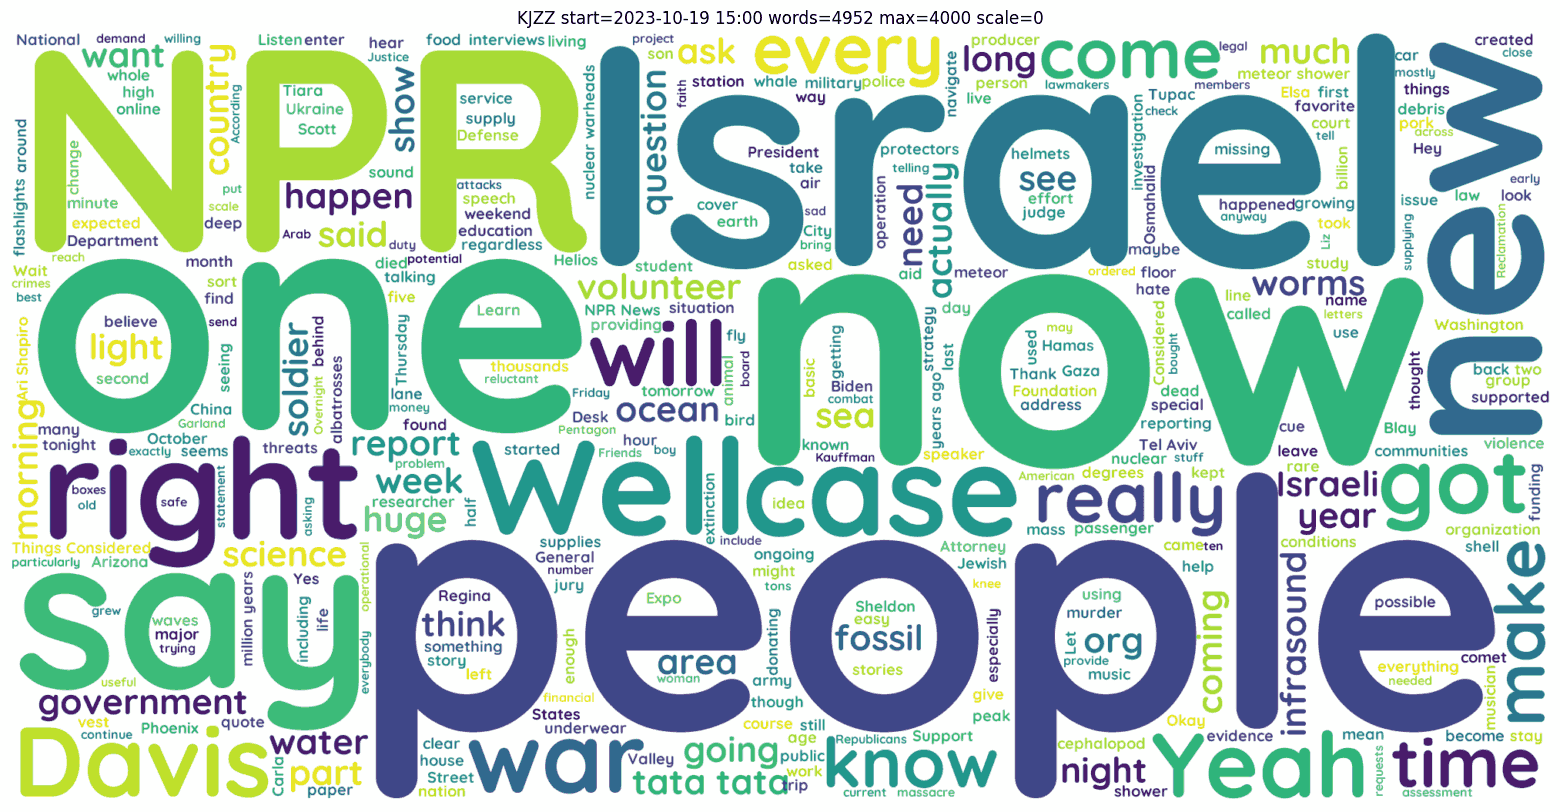 KJZZ start=2023-10-19 15:00 words=4952 max=4000 scale=0
National demand willing
want
whole
high
online
country
According
Listen enter
hear
Justice
show
food interviews living
project
son
ask
station
every
whale military police
way
long
producer
person
live
come
lawmakers
legal
members
much
meteor shower
Elsa first
favorite
car
mostly
things
debris
pork
across
Hey
created
close
NPR
Israel
new
Tiara
Ukraine
Scott
service
supply
Defense
nuclear warheads
question
faith
navigate
Tupac
check
court
tell
flashlights around
change
minute
expected
Department
reach
put
scale
deep
happen
Arab
said
duty
sound
attacks
speech
weekend
education
regardless
potential
President
take
air
cover
earth
sad
City
bring
asked
operation
need
protectors
telling
actually
helmets
see
effort
judge
investigation
Osmahalid
missing
happened
anyway
growing
billion
took
Liz
study
issue
law
early
look
supplying
Reclamation
Wait
crimes
best
month
sort
find
send
died
talking
five
Helios
Learn
student
volunteer
NPR News
providing
situation
aid
meteor
day
maybe
floor
hate
ordered
worms
line
called
name
letters
use
Washington
one
now
believe
light
second
seeing
soldier
behind
Overnight
albatrosses
Thursday
lane
money
found
thousands
reluctant
will
fly
animal
board
Friday
tomorrow
ocean
Desk
Pentagon
bird
basic
getting
Biden
combat
sea
strategy
last
years ago
known
Kauffman
speaker
may
used
Hamas
Thank
Gaza
Foundation
address
Considered
bought
dead
special
reporting
thought
back two
group
supported
Ari Shapiro
morning
many
tonight
China
Garland
October
exactly
seems
threats
report
problem
week
researcher
huge
half
started
hour
boy
Friends
Tel Aviv
nuclear
stuff
American
degrees
kept
cue
leave
rare
Blay
communities
violence
right
Well
case
really
Israeli
year
got
funding
boxes
old
safe
statement
asking
extinction
idea
include
mass
passenger
organization
Things Considered
particularly
Arizona
science
supplies
General
number
jury
ongoing
might
tons
Attorney
Jewish
knee
came ten
help
conditions
shell
say
people
grew
waves
major
trying
useful
million years
Yes
including
life
operational
everybody
Regina
think
something
story
left
enough
Expo
area
woman
donating
army
Sheldon
easy
fossil
stories
especially
using
murder
Let
org
provide
music
coming
infrasound
possible
everything
needed
comet
make
musician
government
vest
continue
Phoenix
quote
financial
States
underwear
though
course
still
age
give
peak
Okay
evidence
mean
become stay
Davis
Carla
water
part
paper
clear
house
Street
nation
war
Valley
going
tata tata
trip
public
work
Republicans
Support
current
massacre
know
cephalopod
night
shower
Yeah
requests
time
assessment